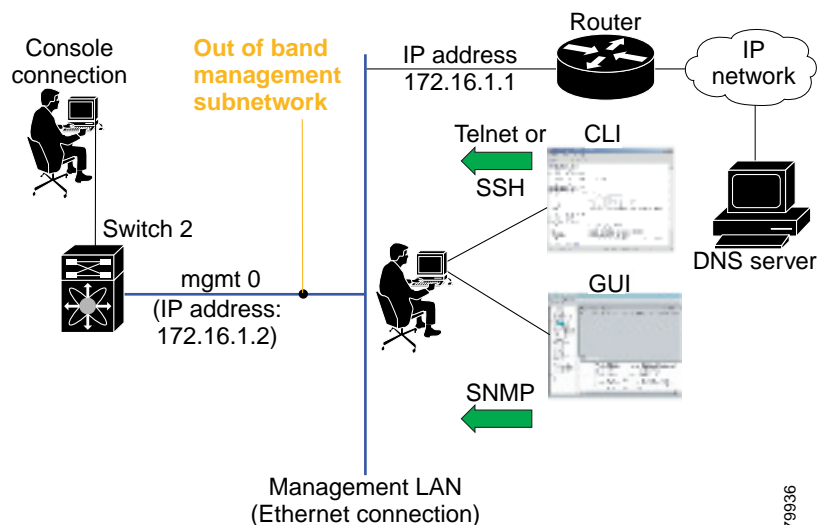 Console
connection
Out of band
management
subnetwork
Router
IP address
172.16.1.1
IP
network
Telnet or
SSH
CLI
Switch 2
DNS server
mgmt 0
(IP address:
172.16.1.2)
GUI
SNMP
Management LAN
(Ethernet connection)
79936